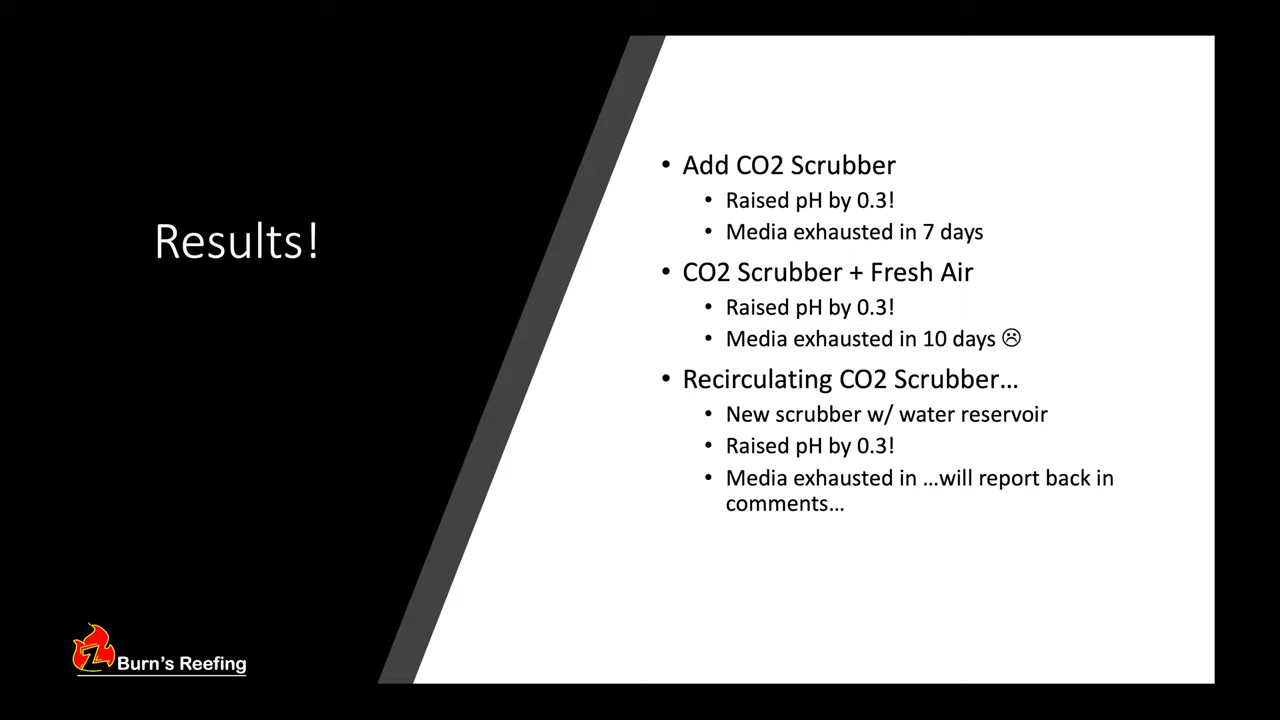 Results!
• Add CO2 Scrubber
• Raised pH by 0.3!
• Media exhausted in 7 days
• CO2 Scrubber + Fresh Air
• Raised pH by 0.3!
• Media exhausted in 10 days ☹
• Recirculating CO2 Scrubber...
• New scrubber w/ water reservoir
• Raised pH by 0.3!
• Media exhausted in ...will report back in
comments...
Z Burn's Reefing